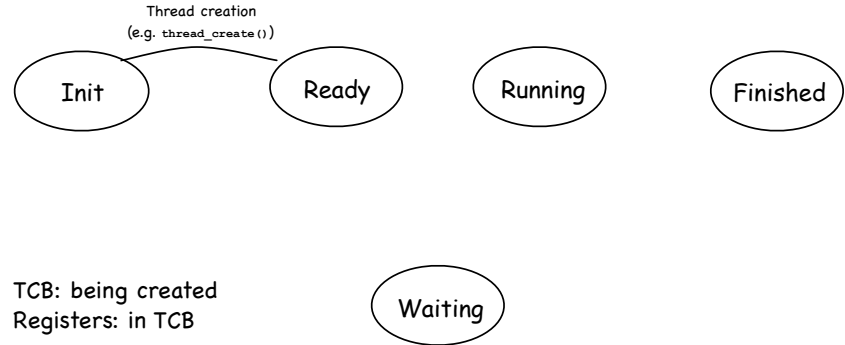 Thread creation
(e.g. thread_create())
Init
Ready
Running
Finished
TCB: being created
Registers: in TCB
Waiting